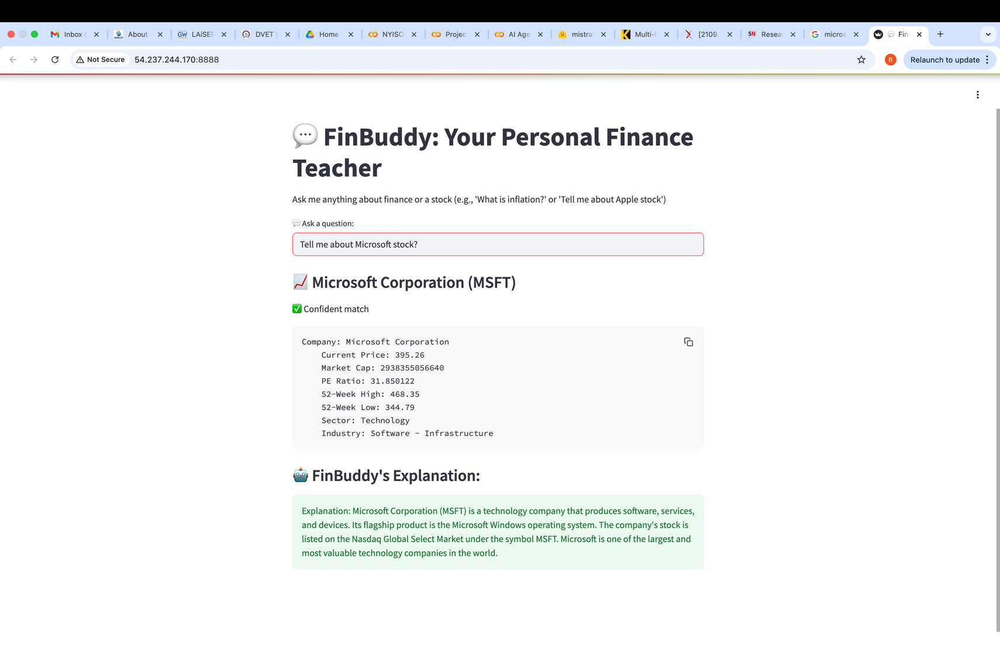 Inbox (
About
GW LAiSER
DVET
Home
CO NYISO
CO Projec
CO AI Age
mistra
K Multi-
[2109.
SN Resea
G micros
Fin
Not Secure 54.237.244.170:8888
B Relaunch to update
FinBuddy: Your Personal Finance
Teacher
Ask me anything about finance or a stock (e.g., 'What is inflation?' or 'Tell me about Apple stock')
Ask a question:
Tell me about Microsoft stock?
Microsoft Corporation (MSFT)
Confident match
Company: Microsoft Corporation
Current Price: 395.26
Market Cap: 2938355056640
PE Ratio: 31.850122
52-Week High: 468.35
52-Week Low: 344.79
Sector: Technology
Industry: Software - Infrastructure
FinBuddy's Explanation:
Explanation: Microsoft Corporation (MSFT) is a technology company that produces software, services,
and devices. Its flagship product is the Microsoft Windows operating system. The company's stock is
listed on the Nasdaq Global Select Market under the symbol MSFT. Microsoft is one of the largest and
most valuable technology companies in the world.